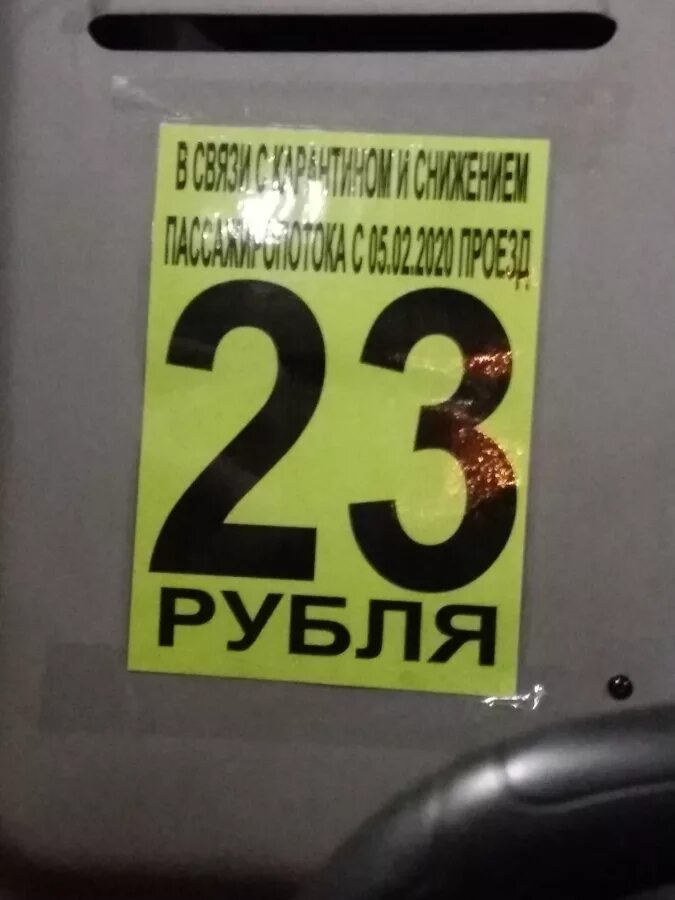 В СВЯЗИ С КАРАНТИНОМ И СНИЖЕНИЕМ
ПАССАЖИРОПОТОКА С 05.02.2020 ПРОЕЗД
23
РУБЛЯ